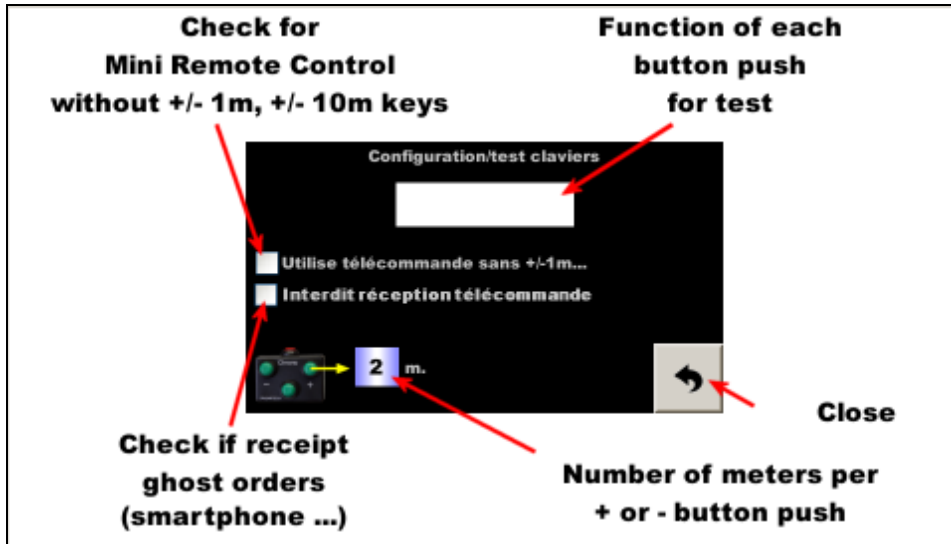 Check for
Mini Remote Control
without +/- 1m, +/- 10m keys
Function of each
button push
for test
Configuration/test claviers
Utilise télécommande sans +/-1m...
Interdit réception télécommande
2 m.
Close
Check if receipt
ghost orders
(smartphone ...)
Number of meters per
+ or - button push